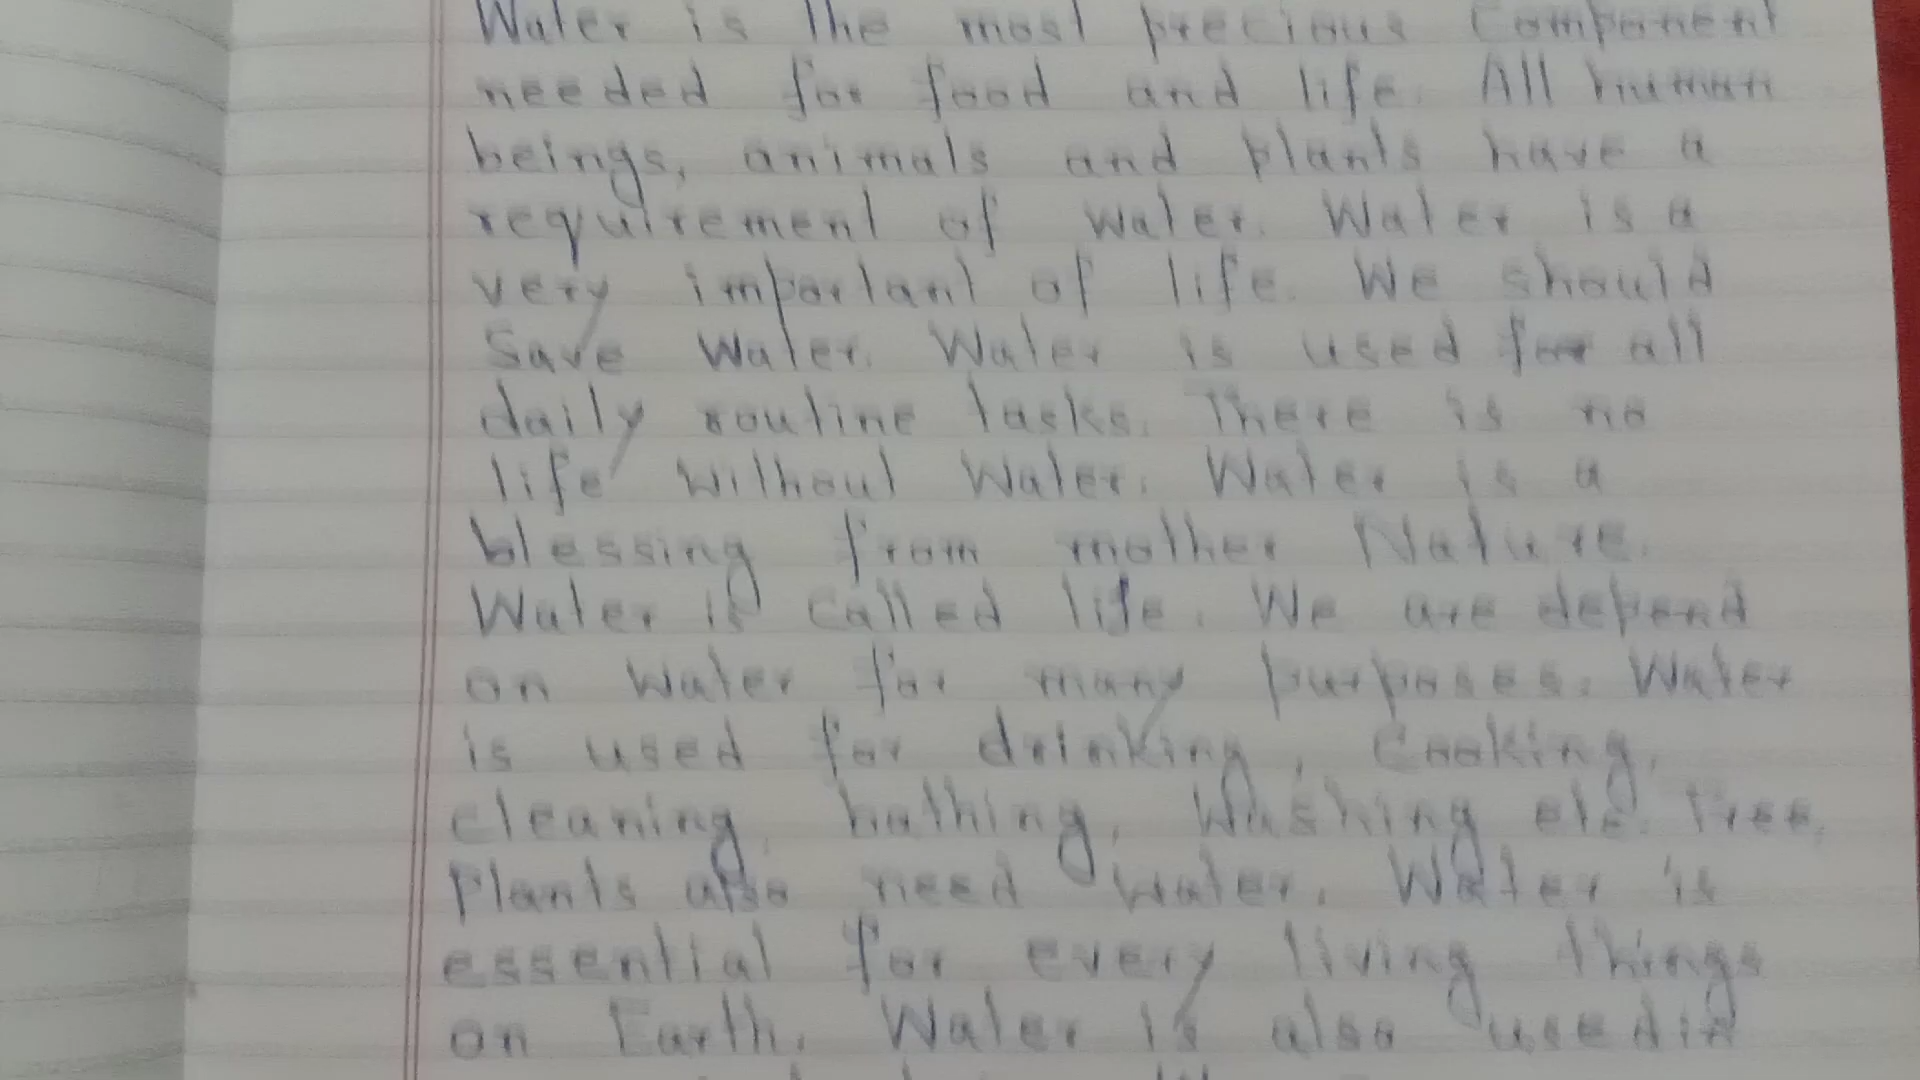 Water is the most precious Component
needed for food and life. All human
beings, animals and plants have a
requirement of water. Water is a
very important of life. We should
Save Water. Water is used for all
daily routine tasks. There is no
life Without Water. Water is a
blessing from mother Nature.
Water is Called life. We are depend
on Water for many purposes. Water
is used for drinking, Cooking,
cleaning, bathing, Washing etc. Tree,
Plants also need Water. Water is
essential for every living things
on Earth. Water is also used in